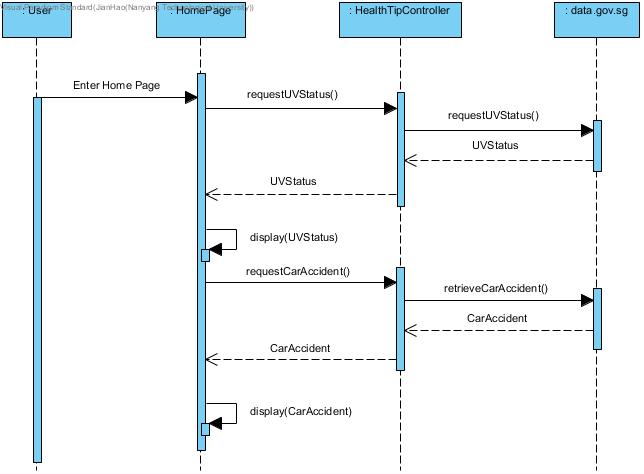 Visual Paradigm Standard(JianHao(Nanyang Technological University))
: User
: HomePage
: HealthTipController
: data.gov.sg
Enter Home Page
requestUVStatus()
requestUVStatus()
UVStatus
UVStatus
display(UVStatus)
requestCarAccident()
retrieveCarAccident()
CarAccident
CarAccident
display(CarAccident)